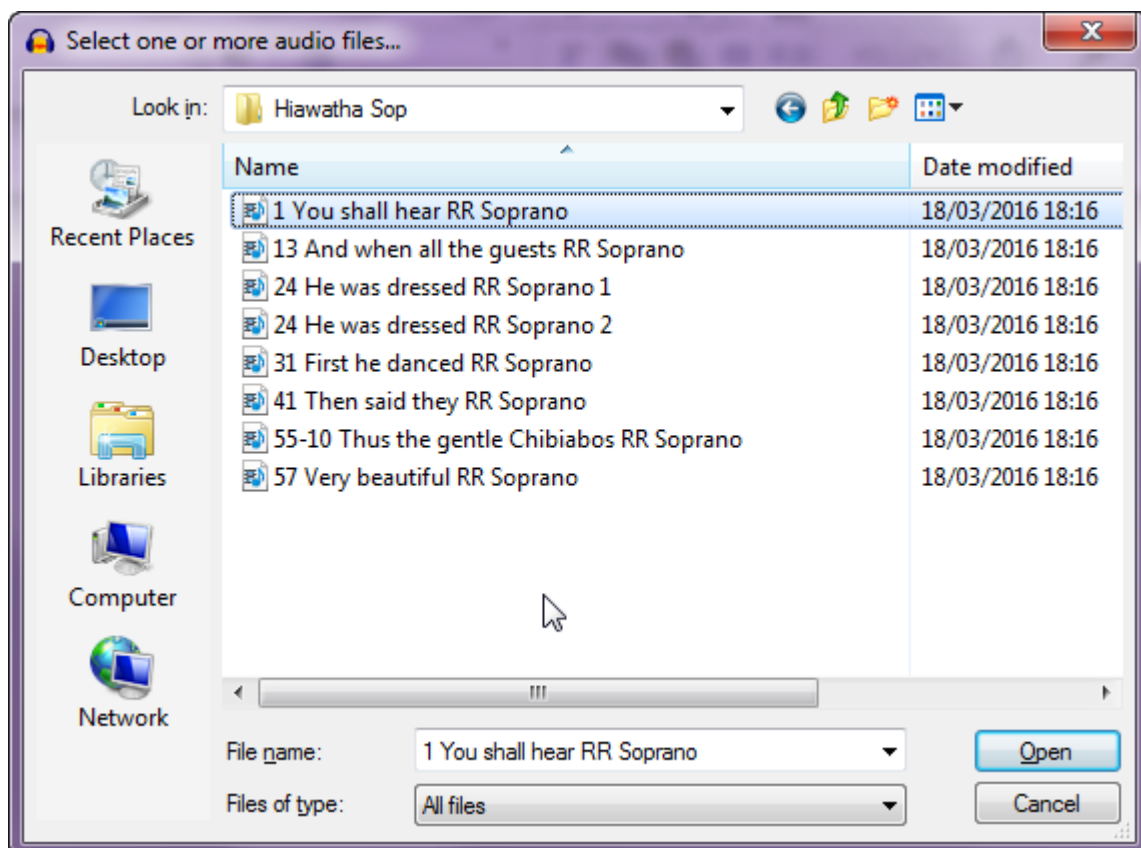 Select one or more audio files...
Look in: Hiawatha Sop
Name Date modified
1 You shall hear RR Soprano 18/03/2016 18:16
13 And when all the guests RR Soprano 18/03/2016 18:16
24 He was dressed RR Soprano 1 18/03/2016 18:16
24 He was dressed RR Soprano 2 18/03/2016 18:16
31 First he danced RR Soprano 18/03/2016 18:16
41 Then said they RR Soprano 18/03/2016 18:16
55-10 Thus the gentle Chibiabos RR Soprano 18/03/2016 18:16
57 Very beautiful RR Soprano 18/03/2016 18:16
Recent Places
Desktop
Libraries
Computer
Network
File name: 1 You shall hear RR Soprano Open
Files of type: All files Cancel